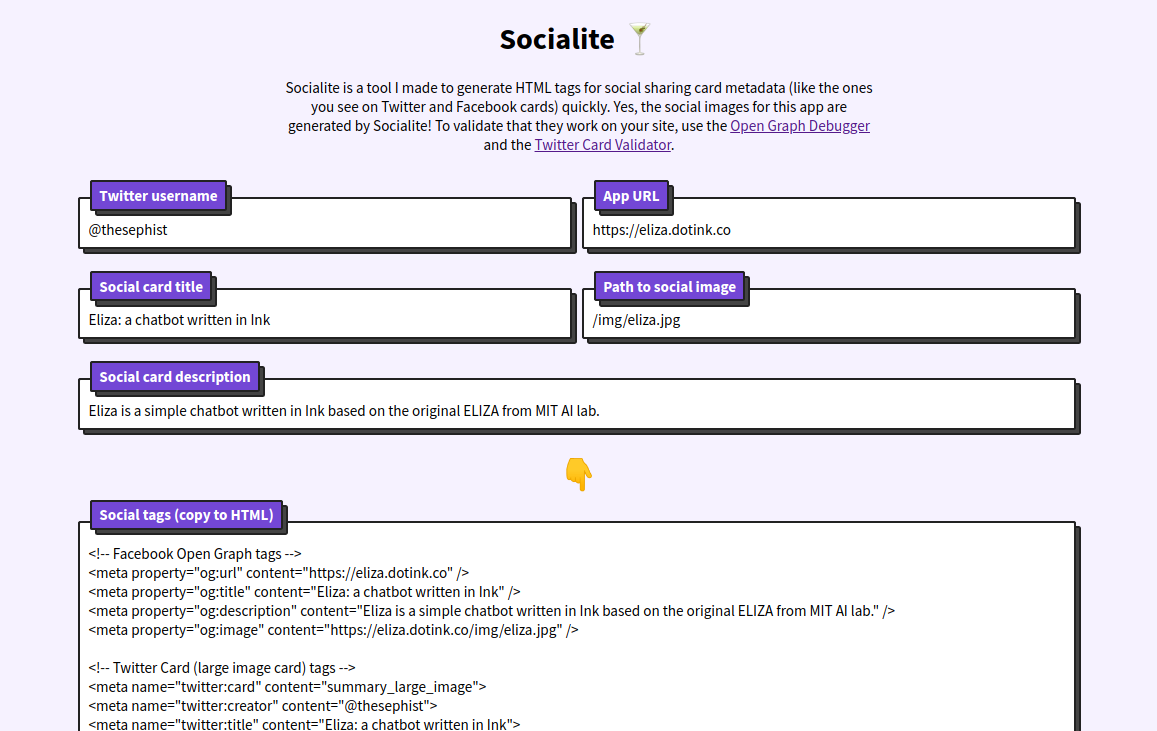 Socialite 🍸
Socialite is a tool I made to generate HTML tags for social sharing card metadata (like the ones
you see on Twitter and Facebook cards) quickly. Yes, the social images for this app are
generated by Socialite! To validate that they work on your site, use the Open Graph Debugger
and the Twitter Card Validator.
Twitter username
@thesephist
App URL
https://eliza.dotink.co
Social card title
Eliza: a chatbot written in Ink
Path to social image
/img/eliza.jpg
Social card description
Eliza is a simple chatbot written in Ink based on the original ELIZA from MIT AI lab.
👇
Social tags (copy to HTML)
<!-- Facebook Open Graph tags -->
<meta property="og:url" content="https://eliza.dotink.co" />
<meta property="og:title" content="Eliza: a chatbot written in Ink" />
<meta property="og:description" content="Eliza is a simple chatbot written in Ink based on the original ELIZA from MIT AI lab." />
<meta property="og:image" content="https://eliza.dotink.co/img/eliza.jpg" />
<!-- Twitter Card (large image card) tags -->
<meta name="twitter:card" content="summary_large_image">
<meta name="twitter:creator" content="@thesephist">
<meta name="twitter:title" content="Eliza: a chatbot written in Ink">